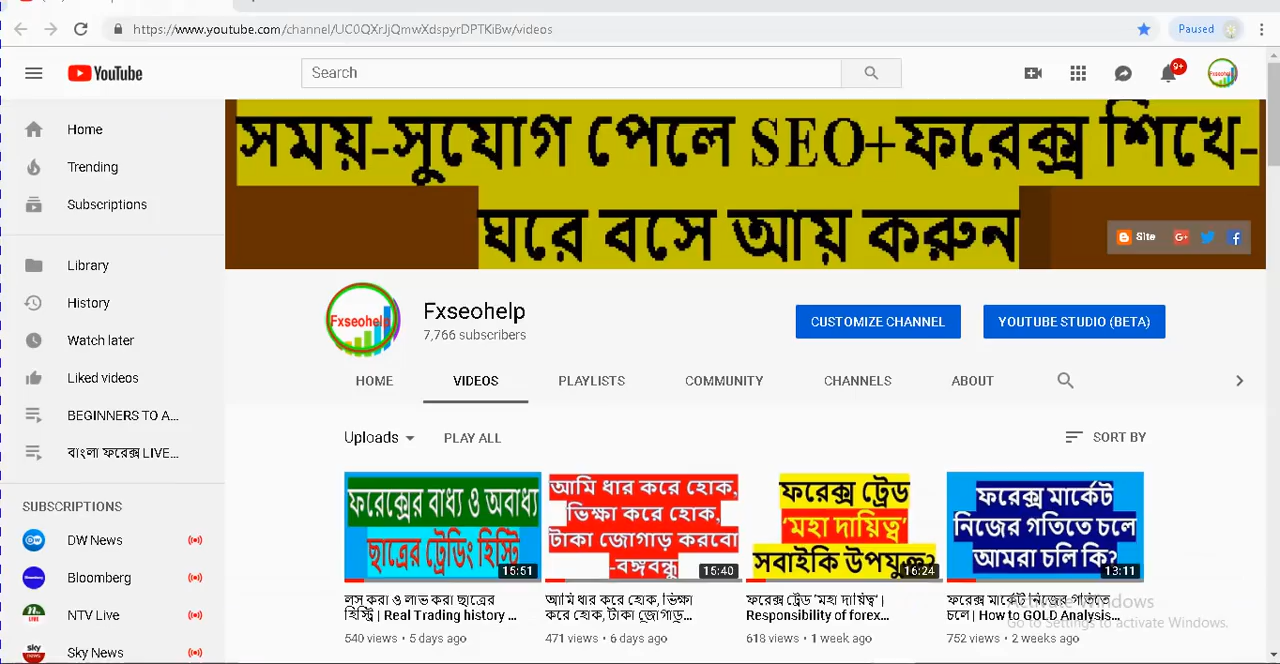 https://www.youtube.com/channel/UC0QXrJjQmwXdspyrDPTKiBw/videos
Paused
YouTube
Search
9+
Fxseohelp
সময়-সুযোগ পেলে SEO+ফরেক্স শিখে-
ঘরে বসে আয় করুন
Site
Home
Trending
Subscriptions
Library
History
Watch later
Liked videos
BEGINNERS TO A...
বাংলা ফরেক্স LIVE...
SUBSCRIPTIONS
DW News
Bloomberg
NTV Live
Sky News
Fxseohelp
Fxseohelp
7,766 subscribers
CUSTOMIZE CHANNEL
YOUTUBE STUDIO (BETA)
HOME VIDEOS PLAYLISTS COMMUNITY CHANNELS ABOUT
Uploads PLAY ALL SORT BY
ফরেক্সের বাধ্য ও অবাধ্য
ছাত্রের ট্রেডিং হিস্ট্রি
15:51
লস করা ও লাভ করা ছাত্রের
হিস্ট্রি | Real Trading history ...
540 views • 5 days ago
আমি ধার করে হোক,
ভিক্ষা করে হোক,
টাকা জোগাড় করবো
-বঙ্গবন্ধু
15:40
আমি ধার করে হোক, ভিক্ষা
করে হোক, টাকা জোগাড়...
471 views • 6 days ago
ফরেক্স ট্রেড
‘মহা দায়িত্ব’
সবাইকি উপযুক্ত?
16:24
ফরেক্স ট্রেড 'মহা দায়িত্ব'|
Responsibility of forex...
618 views • 1 week ago
ফরেক্স মার্কেট
নিজের গতিতে চলে
আমরা চলি কি?
13:11
ফরেক্স মার্কেট নিজের গতিতে
চলে | How to GOLD Analysis...
752 views • 2 weeks ago
Activate Windows
Go to Settings to activate Windows.